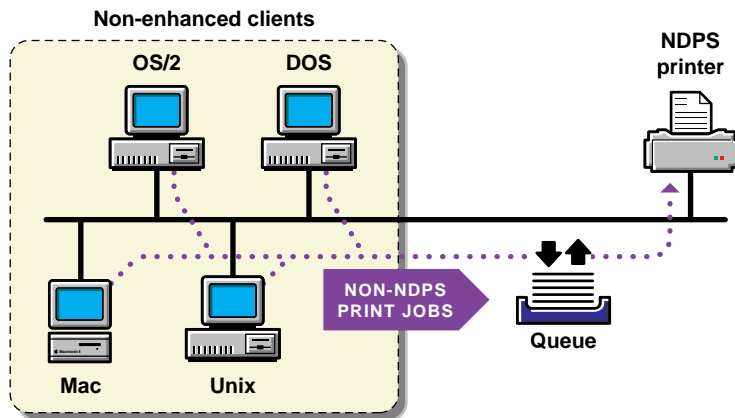 Non-enhanced clients
OS/2
DOS
NDPS
printer
NON-NDPS
PRINT JOBS
Queue
Mac
Unix